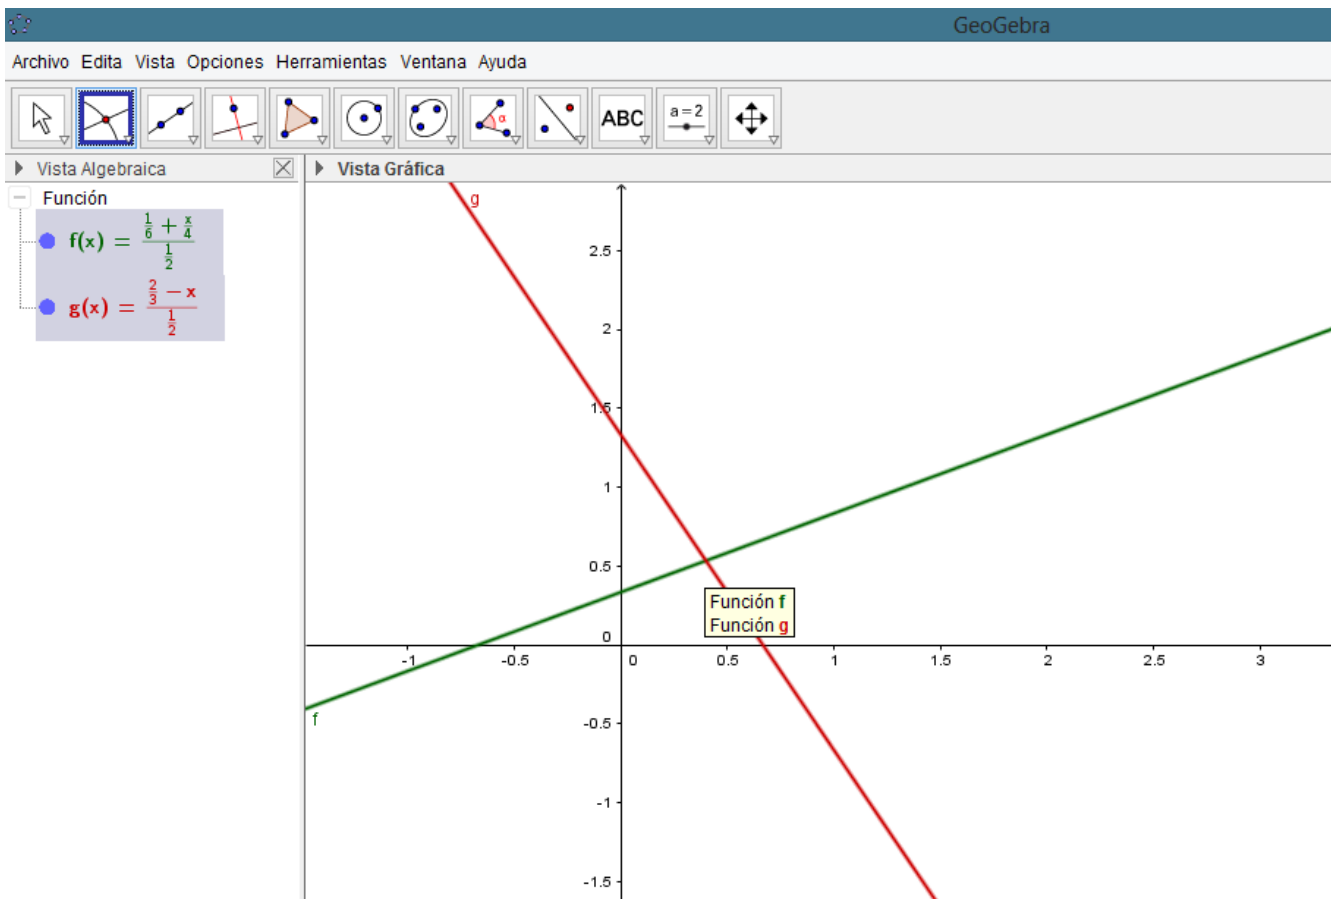 GeoGebra
Archivo Edita Vista Opciones Herramientas Ventana Ayuda
α ABC a=2
Vista Algebraica
Vista Gráfica
Función
f(x) = (1/6 + x/4) / (1/2)
g(x) = (2/3 − x) / (1/2)
g
2.5
2
1.5
1
0.5
Función f
Función g
0
-1 -0.5 0 0.5 1 1.5 2 2.5 3
f
-0.5
-1
-1.5